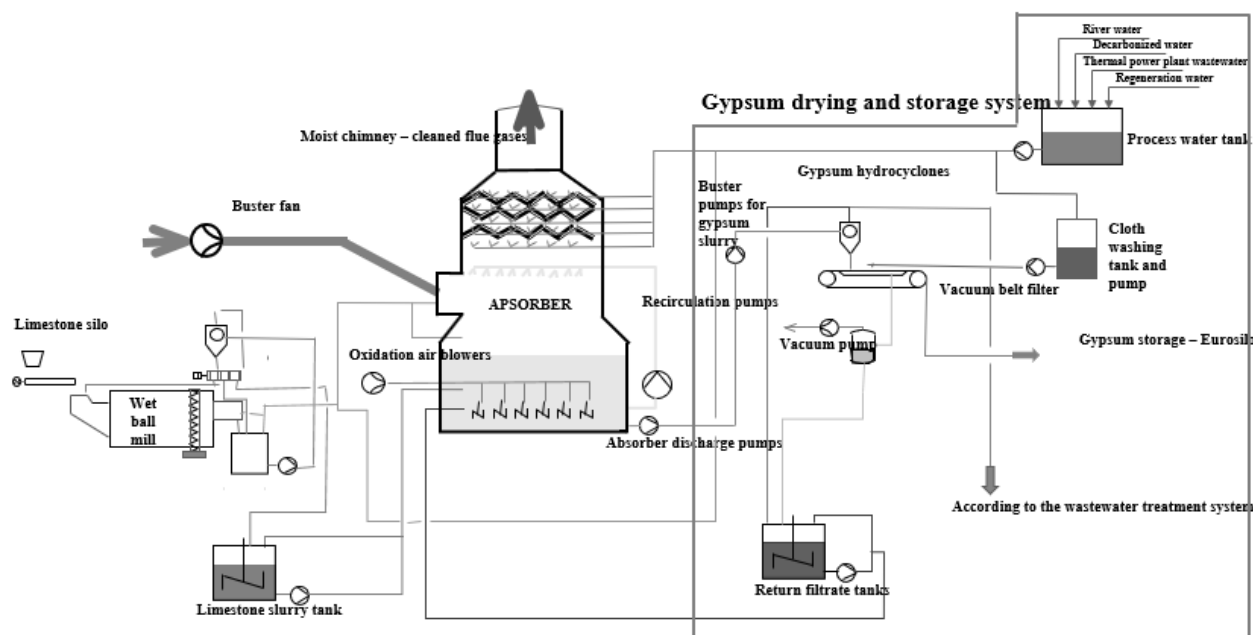 River water
Decarbonized water
Thermal power plant wastewater
Regeneration water
Gypsum drying and storage system
Process water tank
Moist chimney – cleaned flue gases
Gypsum hydrocyclones
Buster fan
Buster
pumps for
gypsum
slurry
Cloth
washing
tank and
pump
Vacuum belt filter
APSORBER
Recirculation pumps
Limestone silo
Oxidation air blowers
Vacuum pump
Gypsum storage – Eurosilo
Wet
ball
mill
Absorber discharge pumps
According to the wastewater treatment system
Limestone slurry tank
Return filtrate tanks